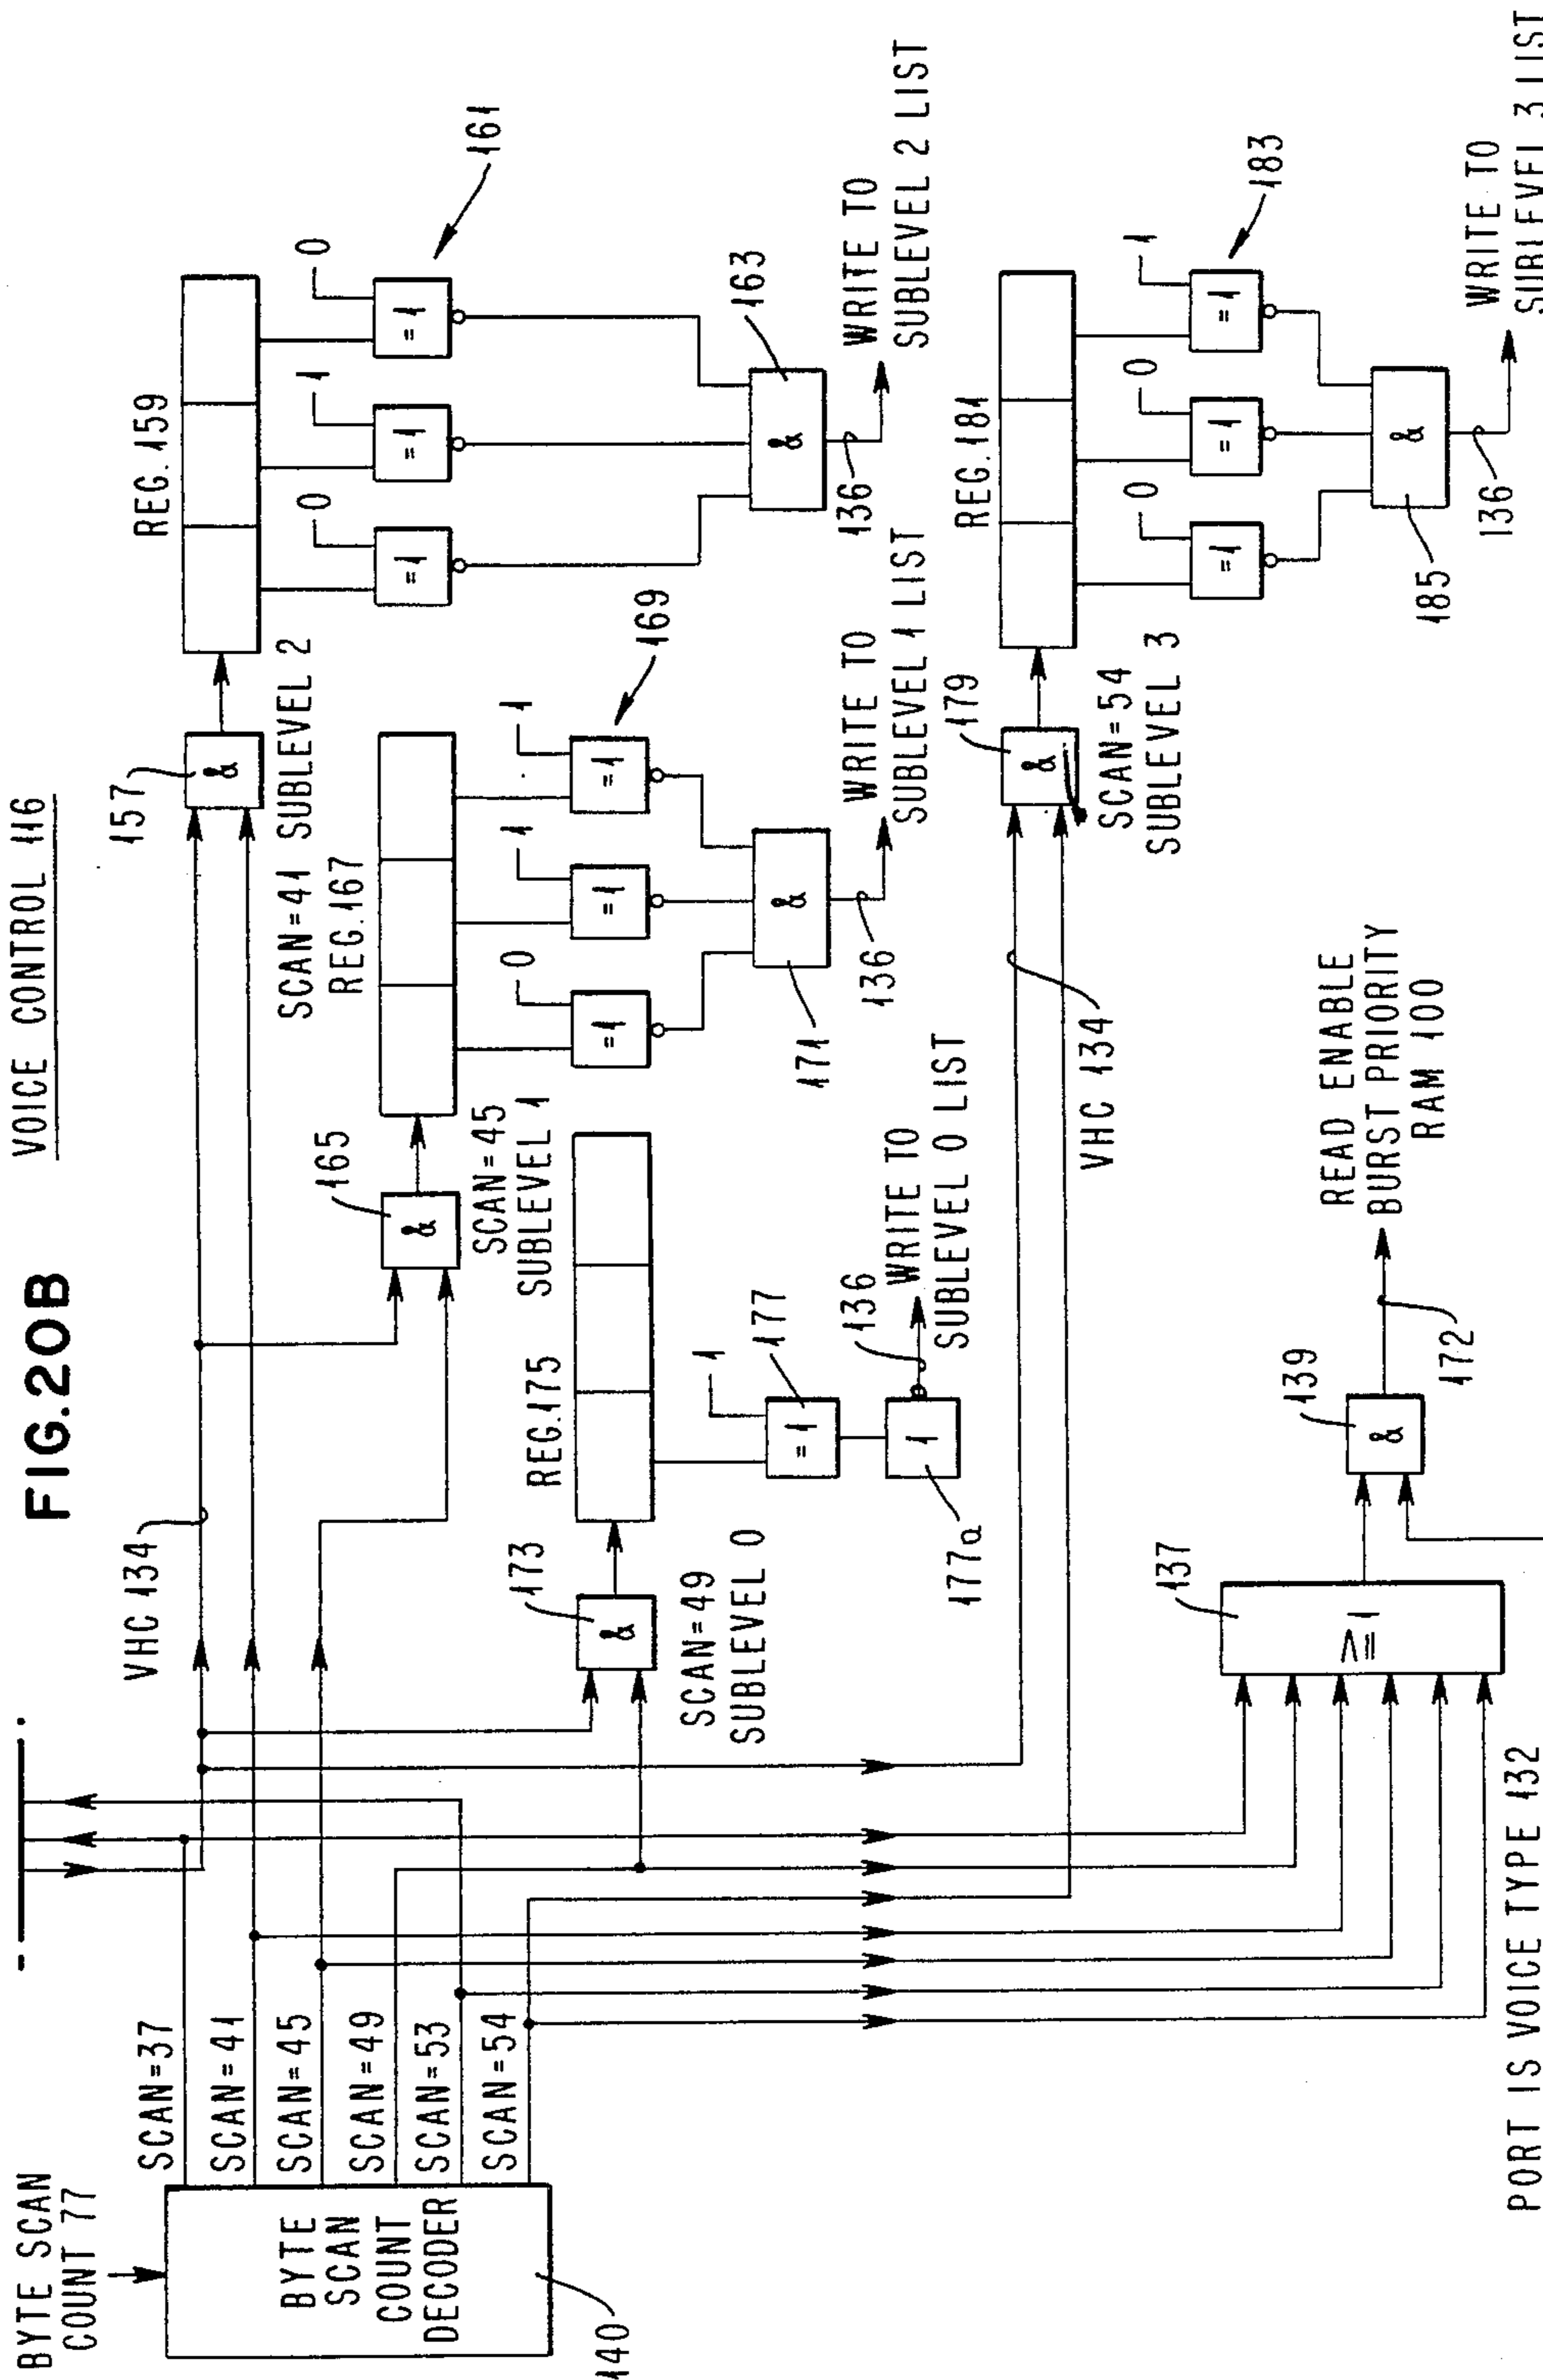 FIG.20B
VOICE CONTROL 116
BYTE SCAN
COUNT 77
BYTE
SCAN
COUNT
DECODER
140
SCAN=37
SCAN=41
SCAN=45
SCAN=49
SCAN=53
SCAN=54
VHC 134
157
&
SCAN=41 SUBLEVEL 2
REG.159
0
1
0
=1
=1
=1
161
&
163
136
WRITE TO
SUBLEVEL 2 LIST
165
&
SCAN=45
SUBLEVEL 1
REG.167
0
1
1
=1
=1
=1
169
&
171
136
WRITE TO
SUBLEVEL 1 LIST
173
&
SCAN=49
SUBLEVEL 0
REG.175
1
=1
177
1
177a
136
WRITE TO
SUBLEVEL 0 LIST
VHC 134
179
&
SCAN=54
SUBLEVEL 3
REG.181
0
0
1
=1
=1
=1
183
&
185
136
WRITE TO
SUBLEVEL 3 LIST
137
≥1
139
&
172
READ ENABLE
BURST PRIORITY
RAM 100
PORT IS VOICE TYPE 132